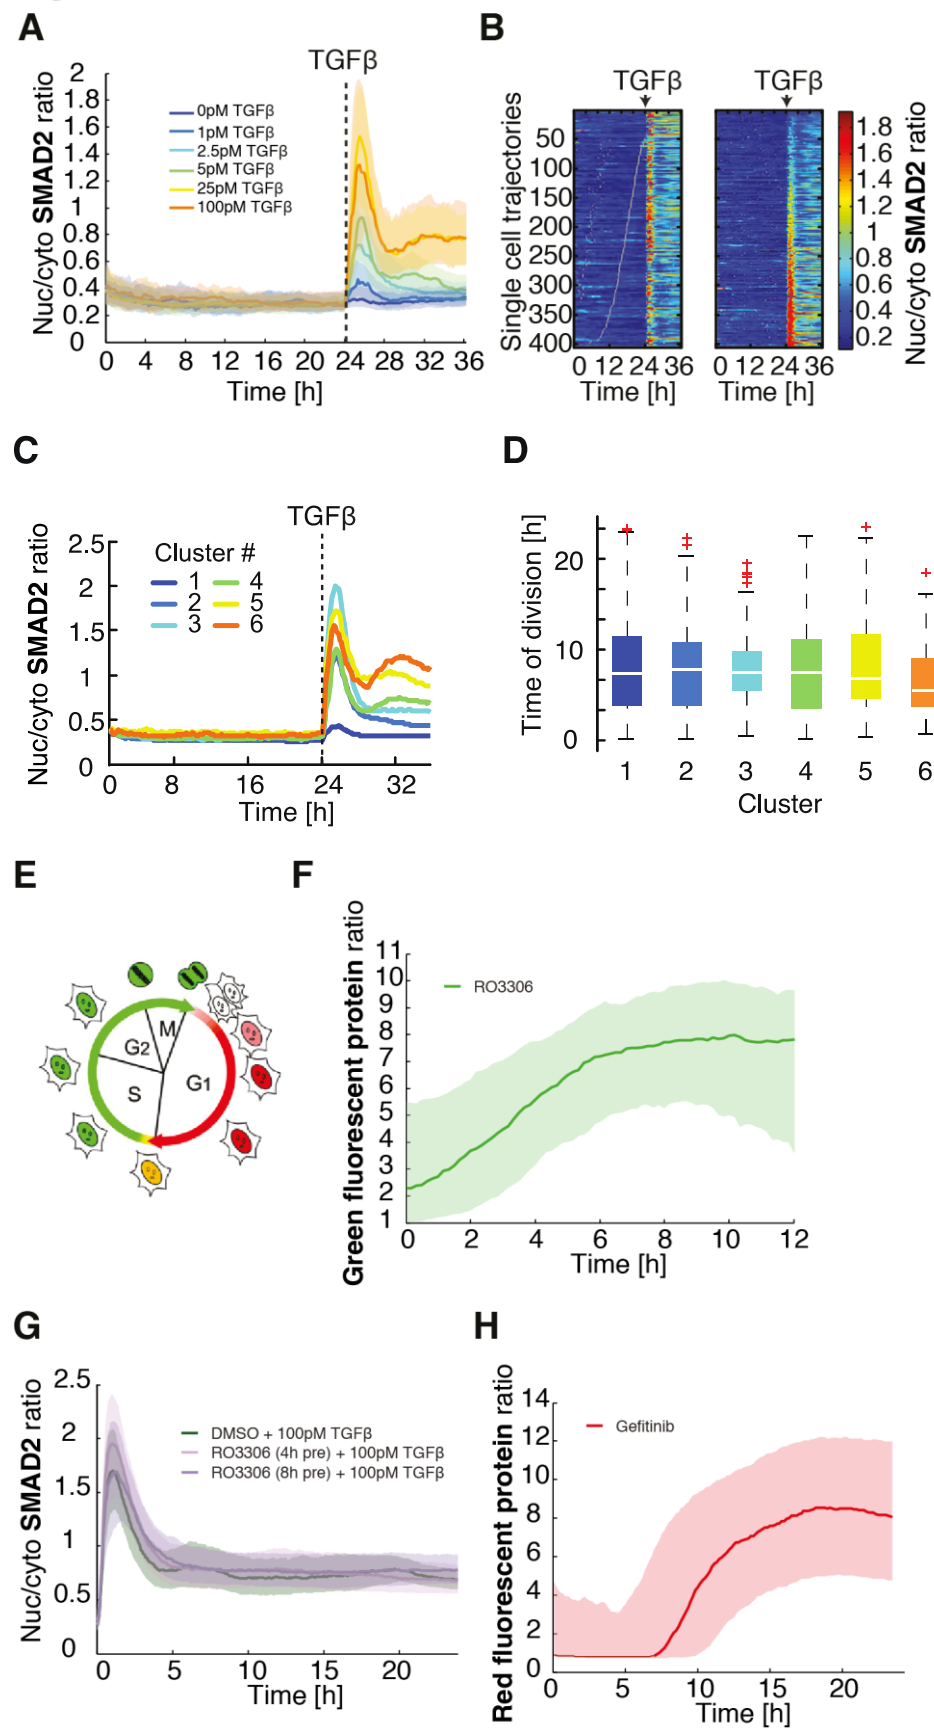 A
TGFβ
2
1.8
1.6
1.4
1.2
1
0.8
0.6
0.4
0.2
0
Nuc/cyto SMAD2 ratio
0pM TGFβ
1pM TGFβ
2.5pM TGFβ
5pM TGFβ
25pM TGFβ
100pM TGFβ
0 4 8 12 16 20 24 28 32 36
Time [h]
B
TGFβ TGFβ
Single cell trajectories
50
100
150
200
250
300
350
400
0 12 24 36 0 12 24 36
Time [h] Time [h]
1.8
1.6
1.4
1.2
1
0.8
0.6
0.4
0.2
Nuc/cyto SMAD2 ratio
C
TGFβ
2.5
2
1.5
1
0.5
0
Nuc/cyto SMAD2 ratio
Cluster #
1 4
2 5
3 6
0 8 16 24 32
Time [h]
D
Time of division [h]
20
10
0
1 2 3 4 5 6
Cluster
E
M
G2
G1
S
F
Green fluorescent protein ratio
11
10
9
8
7
6
5
4
3
2
1
RO3306
0 2 4 6 8 10 12
Time [h]
G
Nuc/cyto SMAD2 ratio
2.5
2
1.5
1
0.5
0
DMSO + 100pM TGFβ
RO3306 (4h pre) + 100pM TGFβ
RO3306 (8h pre) + 100pM TGFβ
0 5 10 15 20
Time [h]
H
Red fluorescent protein ratio
14
12
10
8
6
4
2
0
Gefitinib
0 5 10 15 20
Time [h]